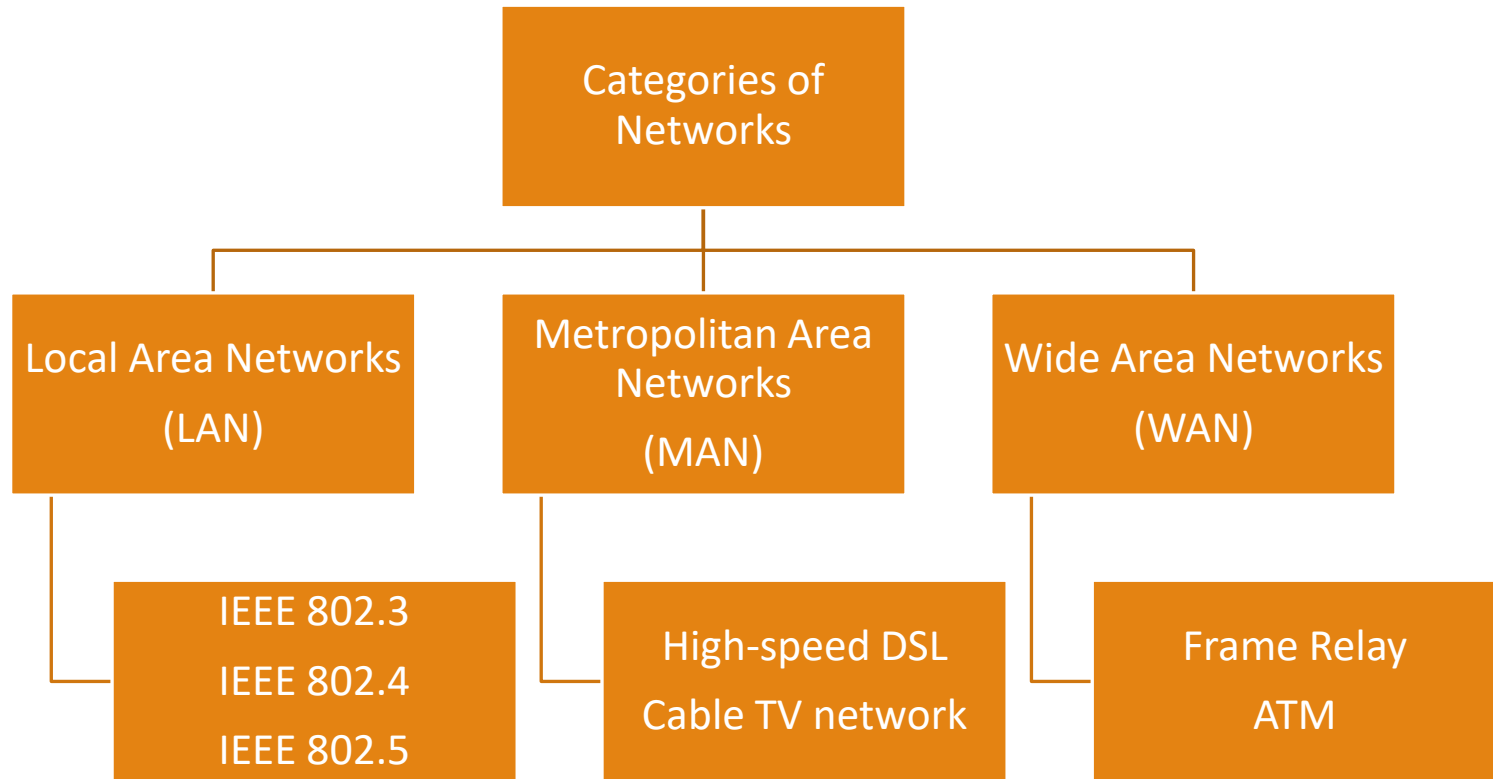 Categories of
Networks
Local Area Networks
(LAN)
Metropolitan Area
Networks
(MAN)
Wide Area Networks
(WAN)
IEEE 802.3
IEEE 802.4
IEEE 802.5
High-speed DSL
Cable TV network
Frame Relay
ATM